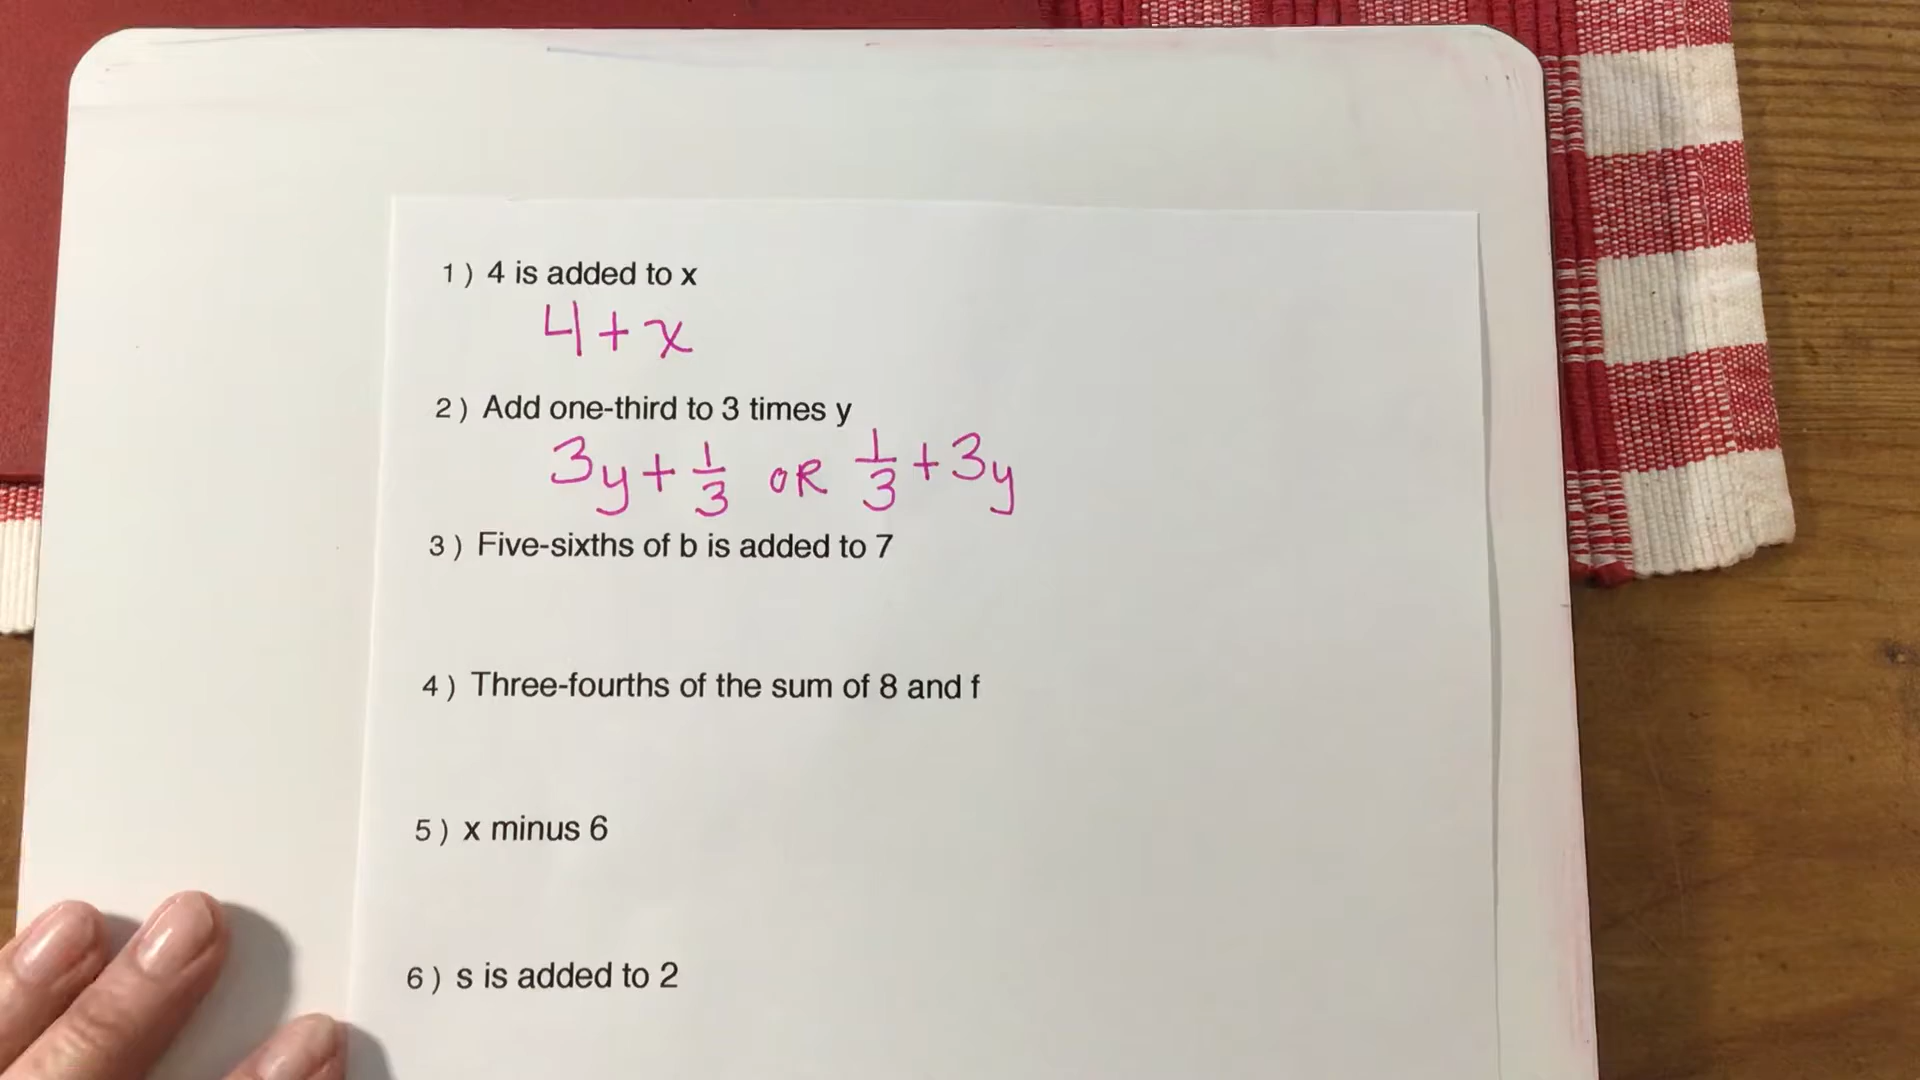 1) 4 is added to x
4 + x
2) Add one-third to 3 times y
3y + 1/3 OR 1/3 + 3y
3) Five-sixths of b is added to 7
4) Three-fourths of the sum of 8 and f
5) x minus 6
6) s is added to 2